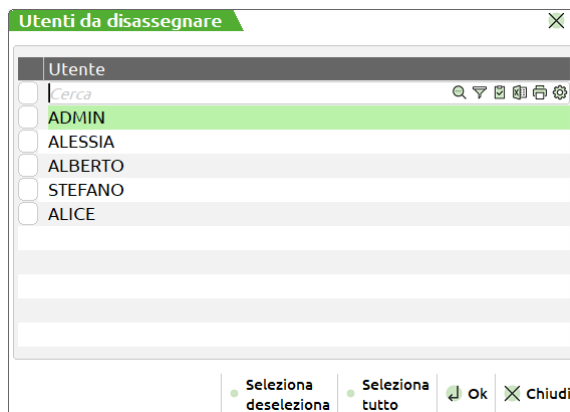 Utenti da disassegnare
Utente
Cerca
ADMIN
ALESSIA
ALBERTO
STEFANO
ALICE
Seleziona
deseleziona
Seleziona
tutto
Ok
Chiudi